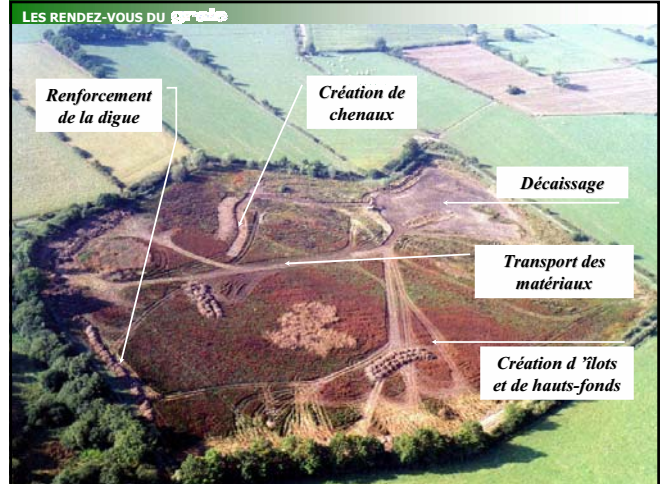 LES RENDEZ-VOUS DU
Renforcement
de la digue
Création de
chenaux
Décaissage
Transport des
matériaux
Création d ’îlots
et de hauts-fonds